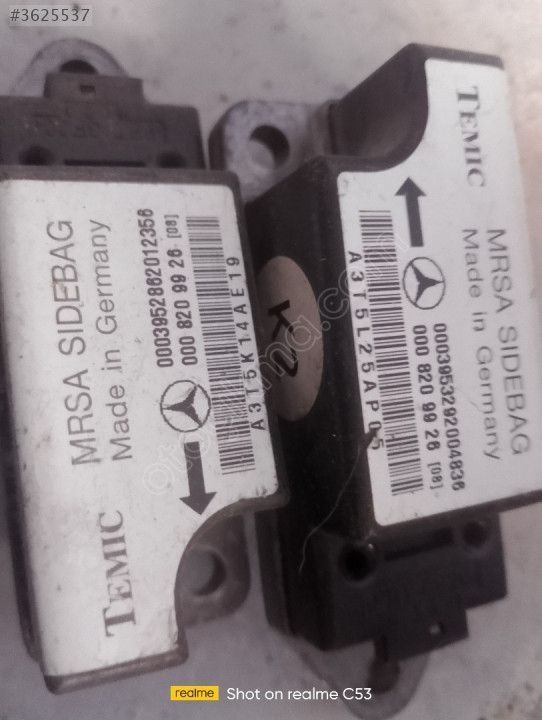 #3625537
TEMIC
MRSA SIDEBAG
Made in Germany
0003952862012356
000 820 99 26 [08]
A3T5K14AE19
K2
TEMIC
MRSA SIDEBAG
Made in Germany
0003953292004836
000 820 99 26 [08]
A3T5L25AP05
realme
Shot on realme C53